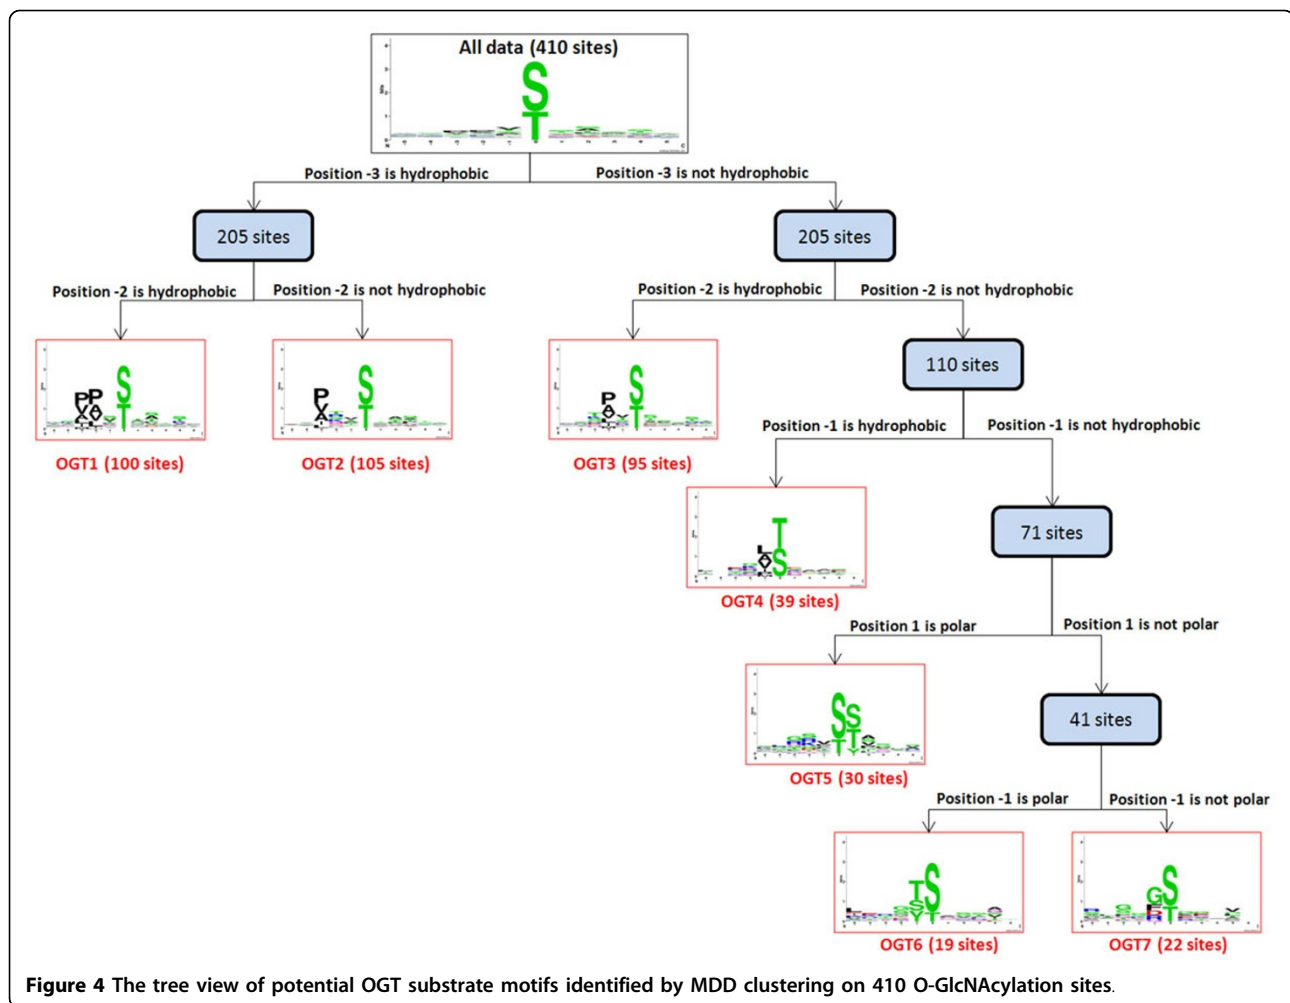 All data (410 sites)
Position -3 is hydrophobic
Position -3 is not hydrophobic
205 sites
205 sites
Position -2 is hydrophobic
Position -2 is not hydrophobic
Position -2 is hydrophobic
Position -2 is not hydrophobic
110 sites
OGT1 (100 sites)
OGT2 (105 sites)
OGT3 (95 sites)
Position -1 is hydrophobic
Position -1 is not hydrophobic
71 sites
OGT4 (39 sites)
Position 1 is polar
Position 1 is not polar
41 sites
OGT5 (30 sites)
Position -1 is polar
Position -1 is not polar
OGT6 (19 sites)
OGT7 (22 sites)
Figure 4 The tree view of potential OGT substrate motifs identified by MDD clustering on 410 O-GlcNAcylation sites.